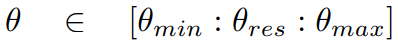 θ ∈ [θ_min : θ_res : θ_max]